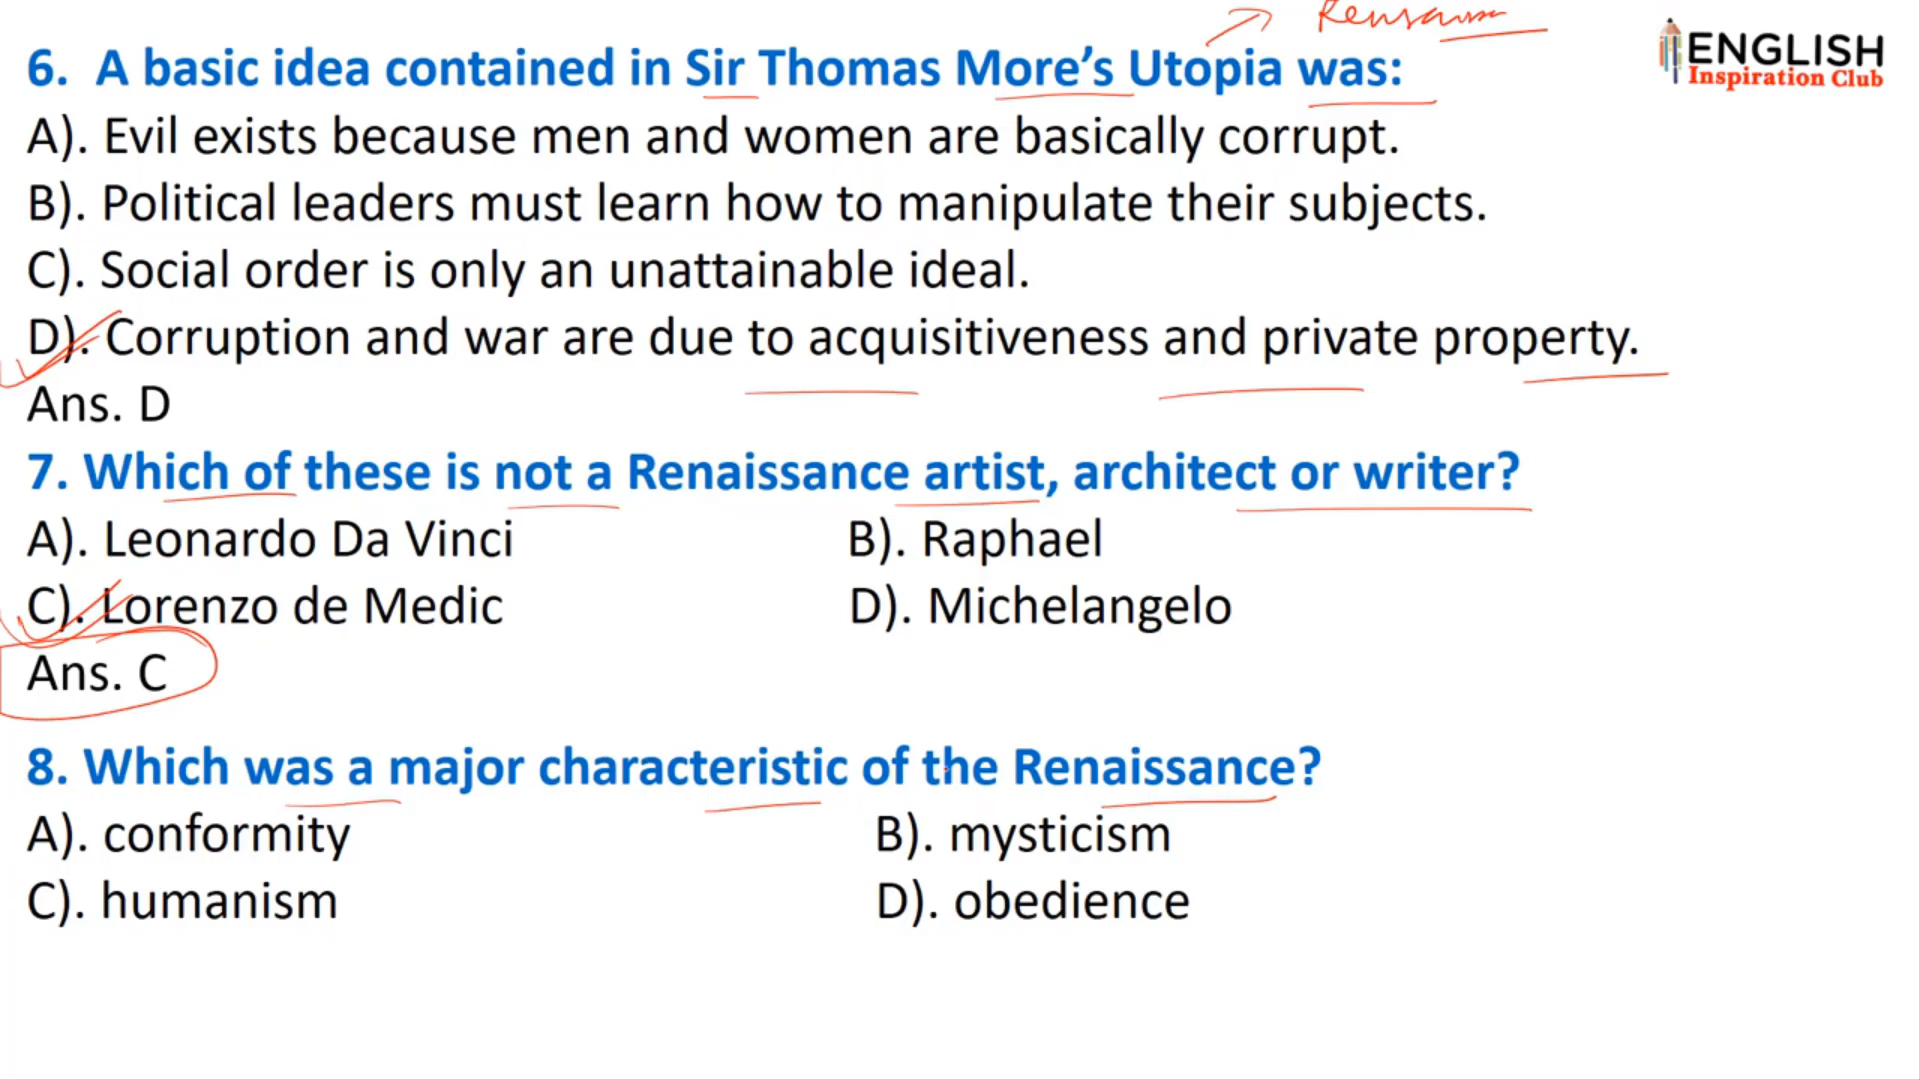 Rensaissa
ENGLISH
Inspiration Club
6. A basic idea contained in Sir Thomas More’s Utopia was:
A). Evil exists because men and women are basically corrupt.
B). Political leaders must learn how to manipulate their subjects.
C). Social order is only an unattainable ideal.
D). Corruption and war are due to acquisitiveness and private property.
Ans. D
7. Which of these is not a Renaissance artist, architect or writer?
A). Leonardo Da Vinci B). Raphael
C). Lorenzo de Medic D). Michelangelo
Ans. C
8. Which was a major characteristic of the Renaissance?
A). conformity B). mysticism
C). humanism D). obedience